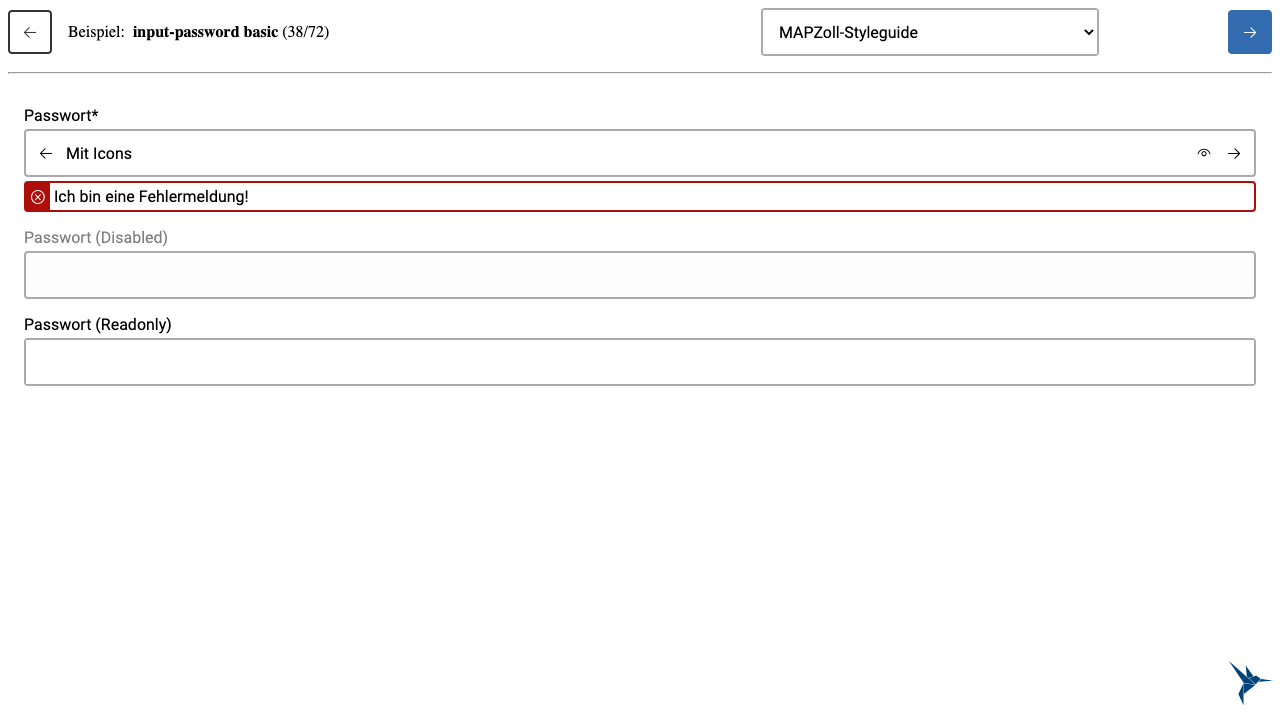 Beispiel: input-password basic (38/72)
MAPZoll-Styleguide
Passwort*
Mit Icons
Ich bin eine Fehlermeldung!
Passwort (Disabled)
Passwort (Readonly)